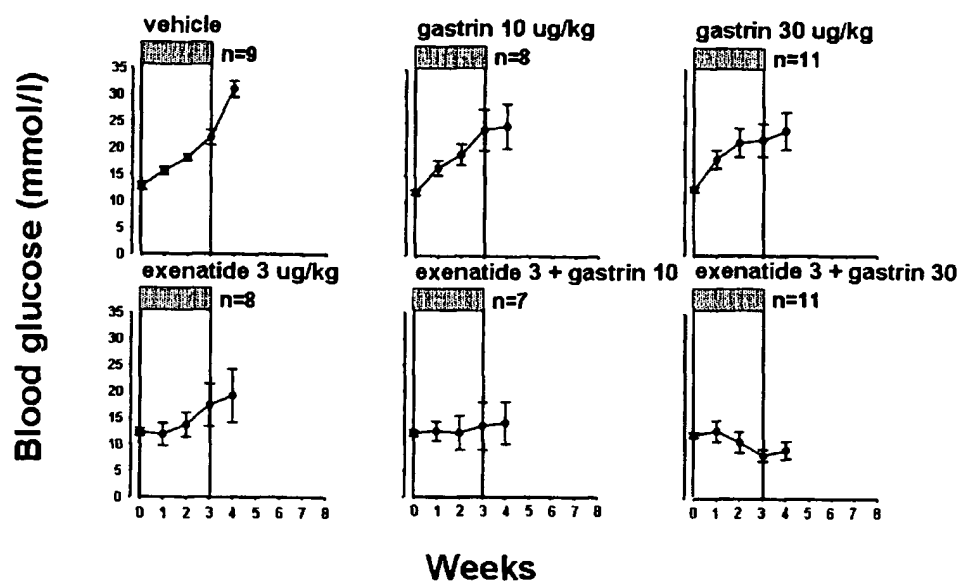 vehicle
n=9
gastrin 10 ug/kg
n=8
gastrin 30 ug/kg
n=11
Blood glucose (mmol/l)
35
30
25
20
15
10
5
0
exenatide 3 ug/kg
n=8
exenatide 3 + gastrin 10
n=7
exenatide 3 + gastrin 30
n=11
35
30
25
20
15
10
5
0
0 1 2 3 4 5 6 7 8
0 1 2 3 4 5 6 7 8
0 1 2 3 4 5 6 7 8
Weeks